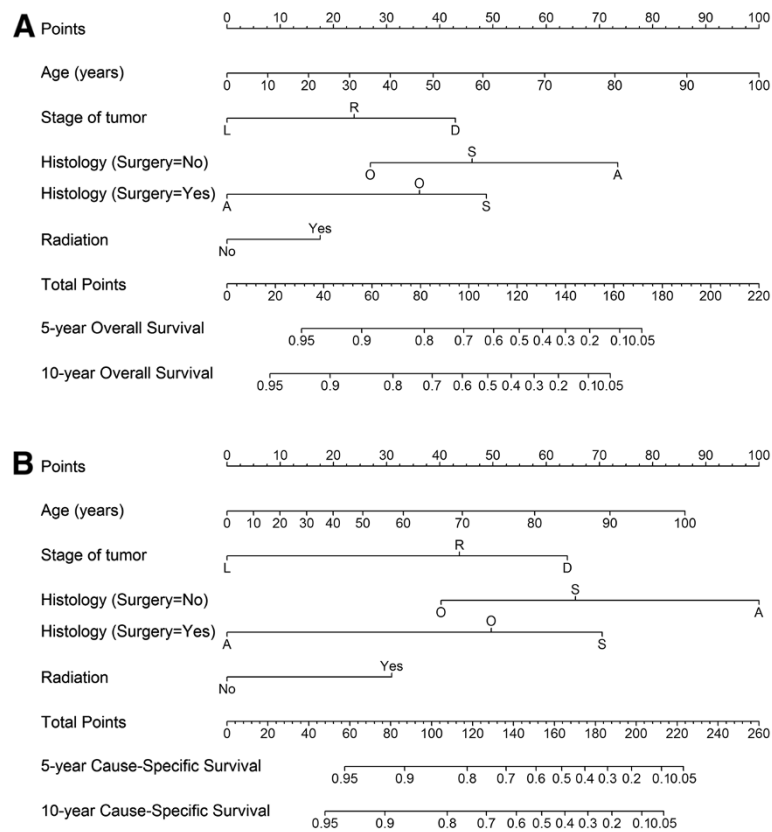 A
Points
0 10 20 30 40 50 60 70 80 90 100
Age (years)
0 10 20 30 40 50 60 70 80 90 100
Stage of tumor
R
L D
Histology (Surgery=No)
S
O A
Histology (Surgery=Yes)
O
A S
Radiation
Yes
No
Total Points
0 20 40 60 80 100 120 140 160 180 200 220
5-year Overall Survival
0.95 0.9 0.8 0.7 0.6 0.5 0.4 0.3 0.2 0.10.05
10-year Overall Survival
0.95 0.9 0.8 0.7 0.6 0.5 0.4 0.3 0.2 0.10.05
B
Points
0 10 20 30 40 50 60 70 80 90 100
Age (years)
0 10 20 30 40 50 60 70 80 90 100
Stage of tumor
R
L D
Histology (Surgery=No)
S
O A
Histology (Surgery=Yes)
O
A S
Radiation
Yes
No
Total Points
0 20 40 60 80 100 120 140 160 180 200 220 240 260
5-year Cause-Specific Survival
0.95 0.9 0.8 0.7 0.6 0.5 0.4 0.3 0.2 0.10.05
10-year Cause-Specific Survival
0.95 0.9 0.8 0.7 0.6 0.5 0.4 0.3 0.2 0.10.05